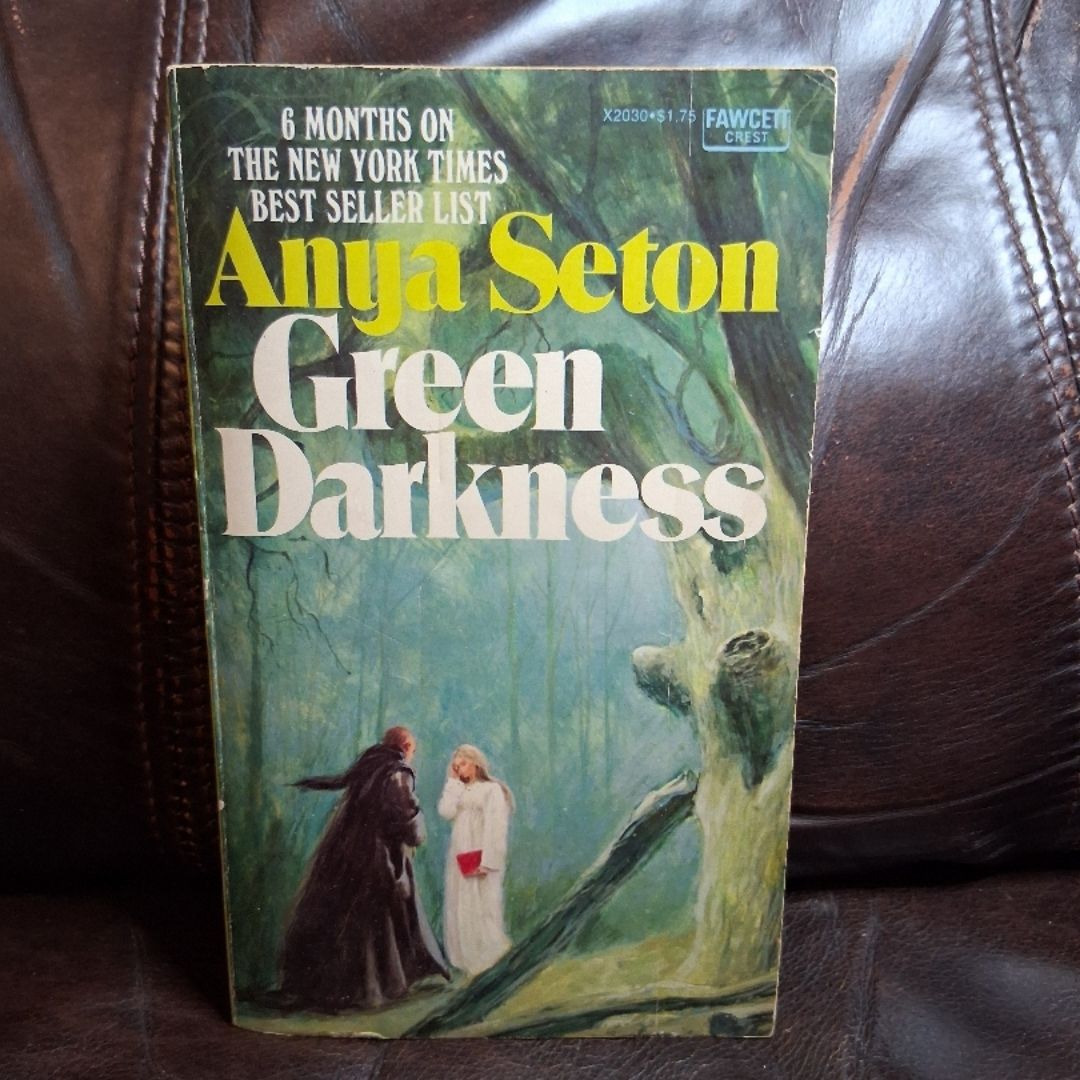 6 MONTHS ON
THE NEW YORK TIMES
BEST SELLER LIST
X2030•$1.75
FAWCETT
CREST
Anya Seton
Green
Darkness